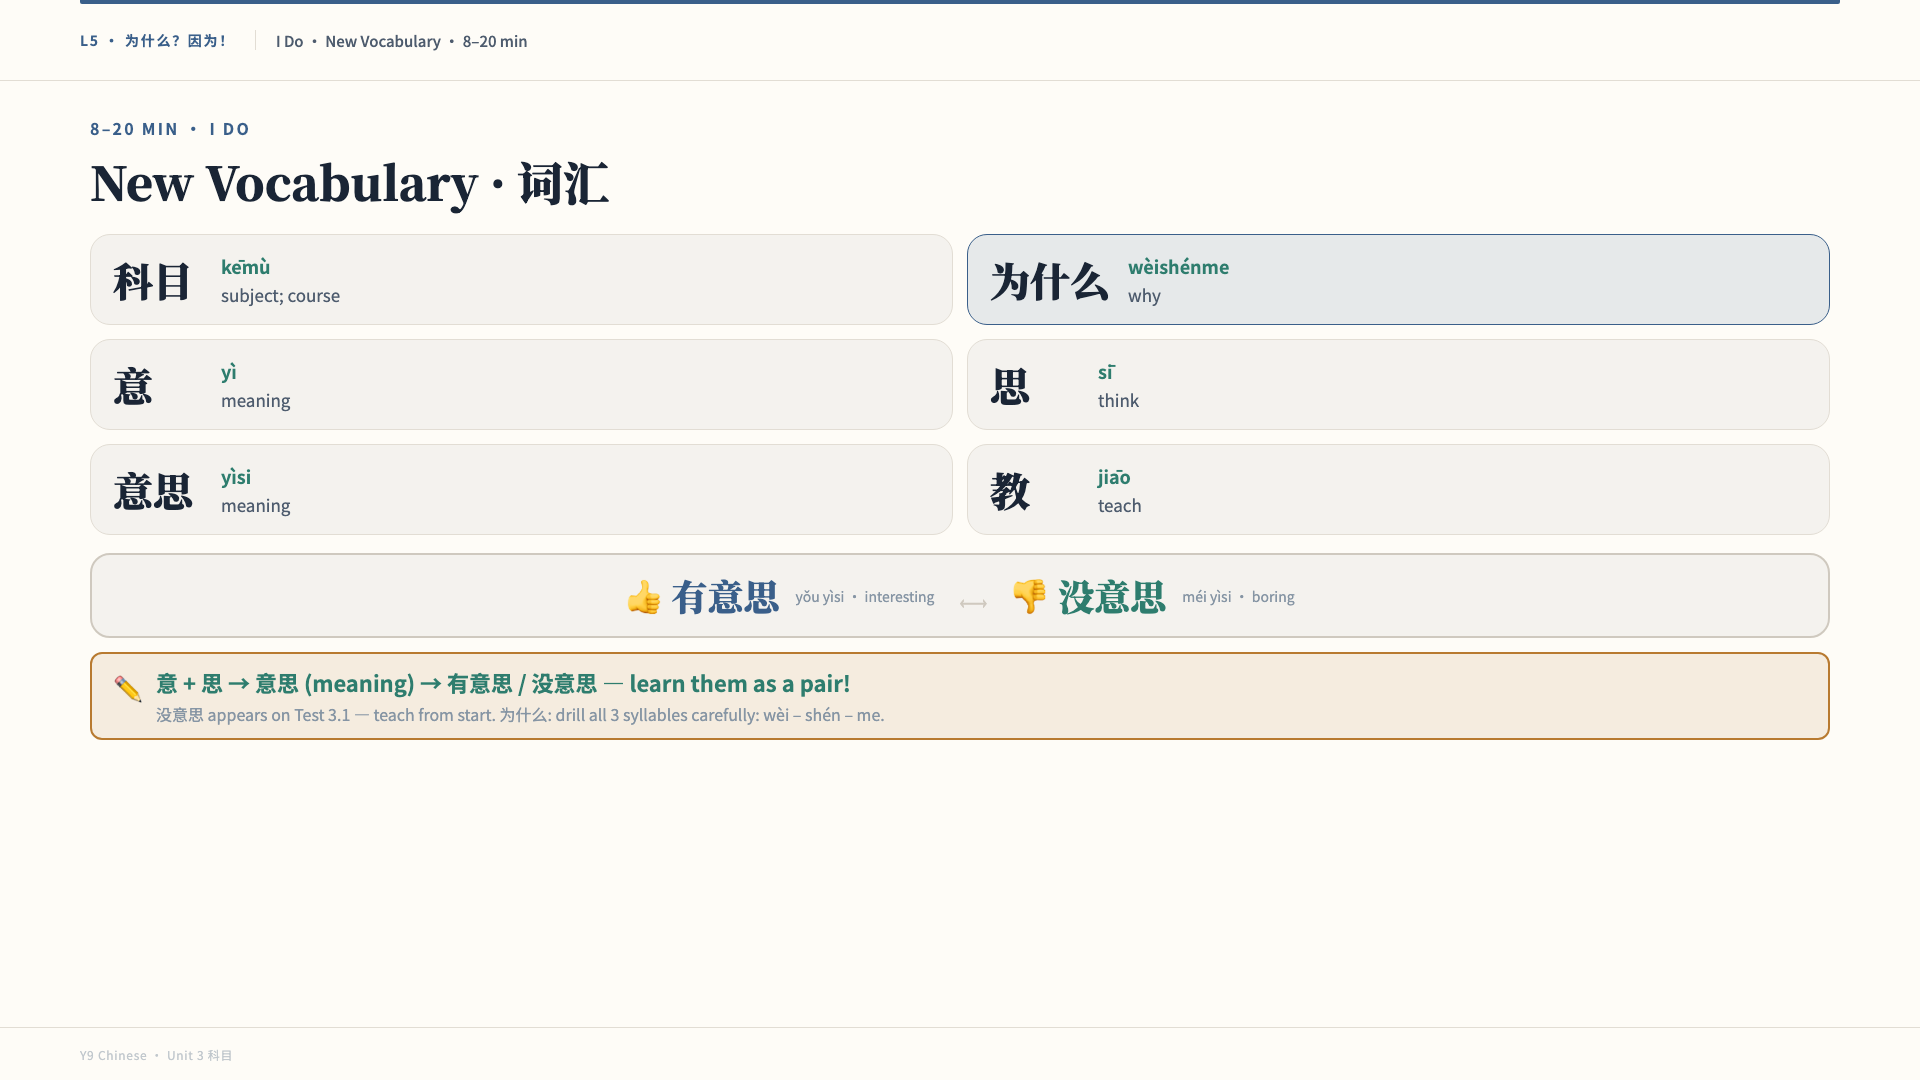 L5 • 为什么？因为！ I Do • New Vocabulary • 8–20 min
8–20 MIN • I DO
New Vocabulary · 词汇
科目 kēmù
subject; course
为什么 wèishénme
why
意 yì
meaning
思 sī
think
意思 yìsi
meaning
教 jiāo
teach
👍 有意思 yǒu yìsi • interesting ⟷ 👎 没意思 méi yìsi • boring
✏️ 意 + 思 → 意思 (meaning) → 有意思 / 没意思 — learn them as a pair!
没意思 appears on Test 3.1 — teach from start. 为什么: drill all 3 syllables carefully: wèi – shén – me.
Y9 Chinese • Unit 3 科目